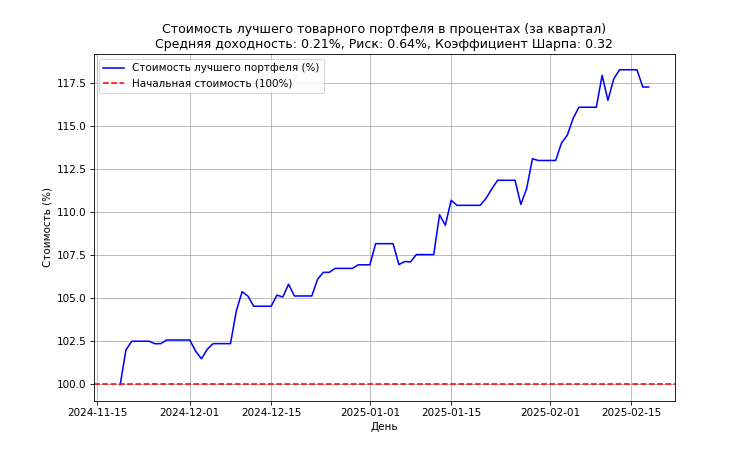 Стоимость лучшего товарного портфеля в процентах (за квартал)
Средняя доходность: 0.21%, Риск: 0.64%, Коэффициент Шарпа: 0.32
Стоимость лучшего портфеля (%)
Начальная стоимость (100%)
Стоимость (%)
117.5
115.0
112.5
110.0
107.5
105.0
102.5
100.0
2024-11-15
2024-12-01
2024-12-15
2025-01-01
2025-01-15
2025-02-01
2025-02-15
День